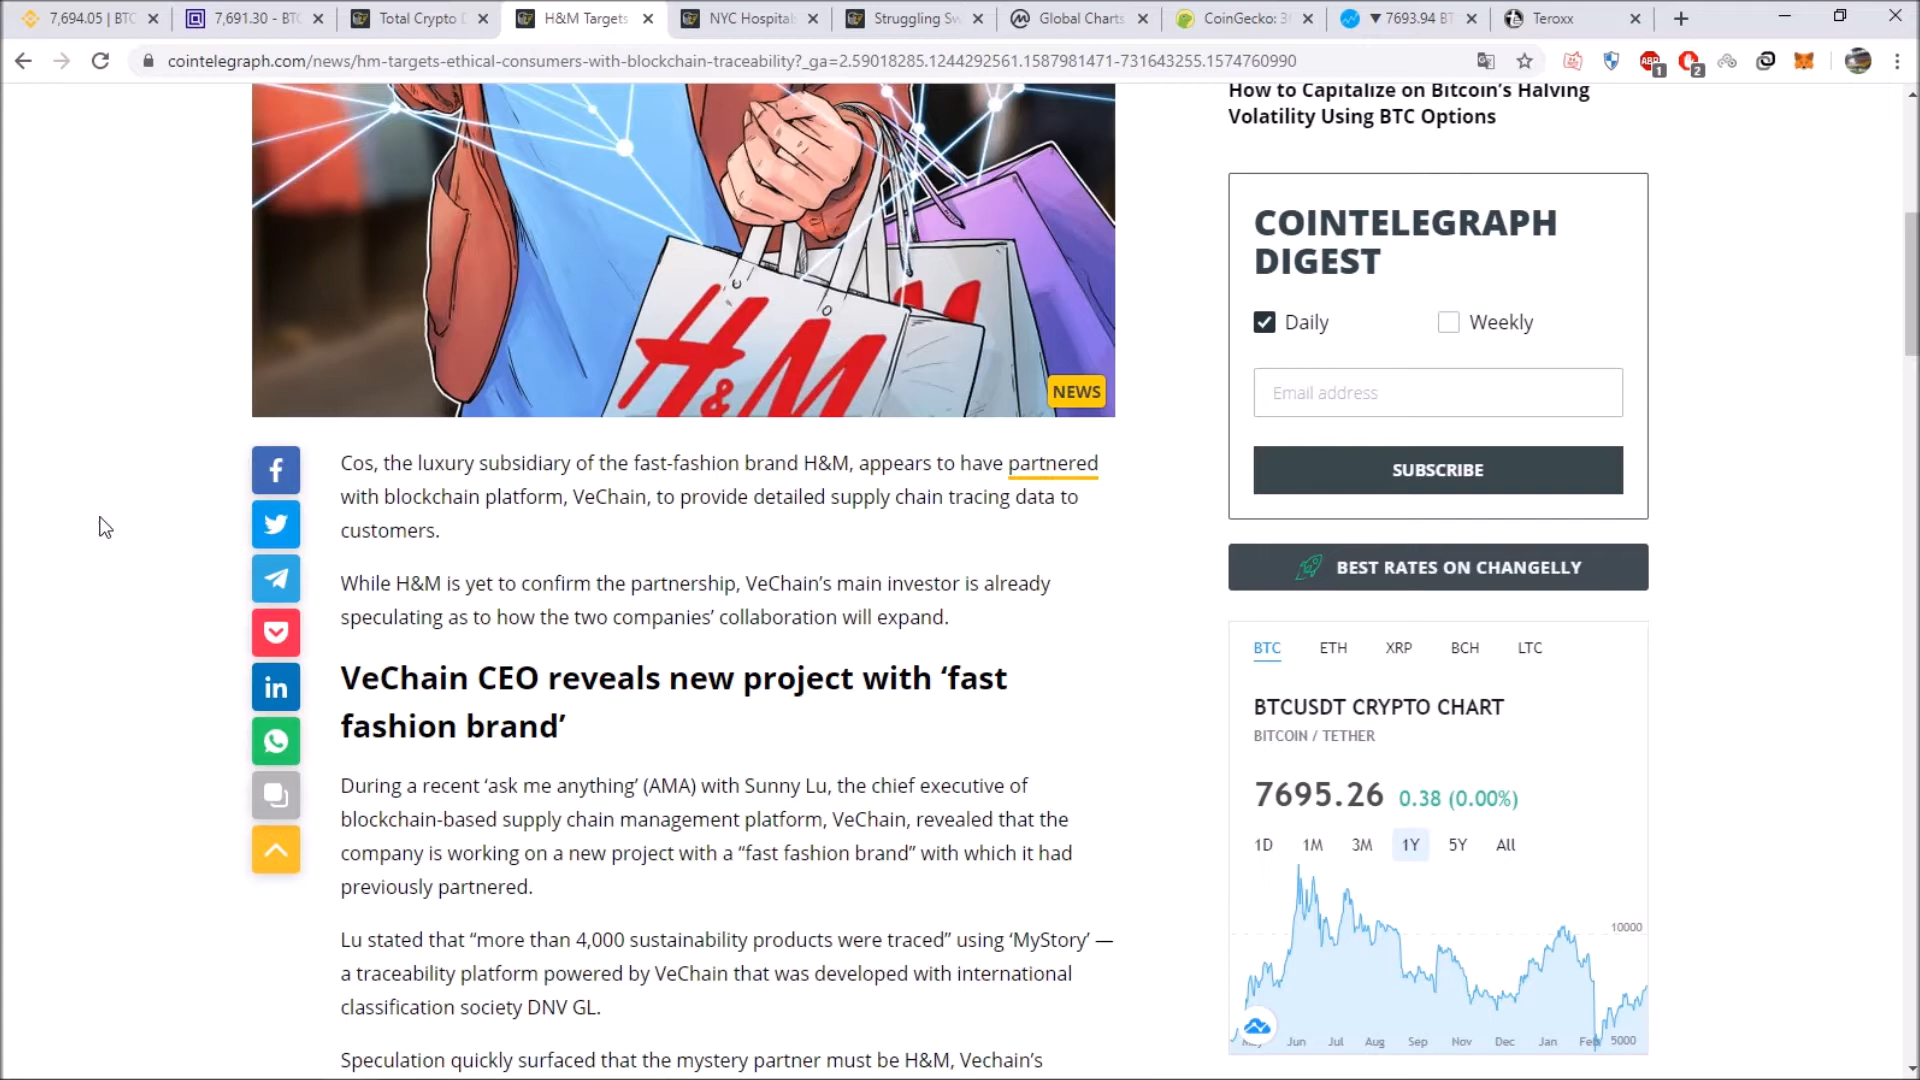 7,694.05 | BTC
7,691.30 - BTC
Total Crypto
H&M Targets
NYC Hospital
Struggling Sw
Global Charts
CoinGecko: 3
▼ 7693.94 BT
Teroxx
cointelegraph.com/news/hm-targets-ethical-consumers-with-blockchain-traceability?_ga=2.59018285.1244292561.1587981471-731643255.1574760990
ABP
1
2
How to Capitalize on Bitcoin's Halving
Volatility Using BTC Options
H&M
NEWS
COINTELEGRAPH
DIGEST
Daily
Weekly
Email address
SUBSCRIBE
BEST RATES ON CHANGELLY
Cos, the luxury subsidiary of the fast-fashion brand H&M, appears to have partnered
with blockchain platform, VeChain, to provide detailed supply chain tracing data to
customers.
While H&M is yet to confirm the partnership, VeChain's main investor is already
speculating as to how the two companies' collaboration will expand.
VeChain CEO reveals new project with ‘fast
fashion brand’
During a recent ‘ask me anything’ (AMA) with Sunny Lu, the chief executive of
blockchain-based supply chain management platform, VeChain, revealed that the
company is working on a new project with a “fast fashion brand” with which it had
previously partnered.
Lu stated that “more than 4,000 sustainability products were traced” using ‘MyStory’ —
a traceability platform powered by VeChain that was developed with international
classification society DNV GL.
Speculation quickly surfaced that the mystery partner must be H&M, Vechain's
BTC ETH XRP BCH LTC
BTCUSDT CRYPTO CHART
BITCOIN / TETHER
7695.26 0.38 (0.00%)
1D 1M 3M 1Y 5Y All
10000
Jun Jul Aug Sep Nov Dec Jan Feb 5000